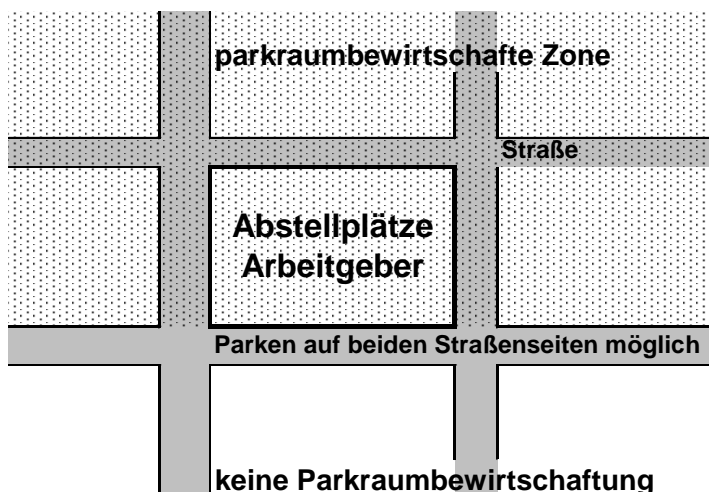 parkraumbewirtschafte Zone
Straße
Abstellplätze
Arbeitgeber
Parken auf beiden Straßenseiten möglich
keine Parkraumbewirtschaftung